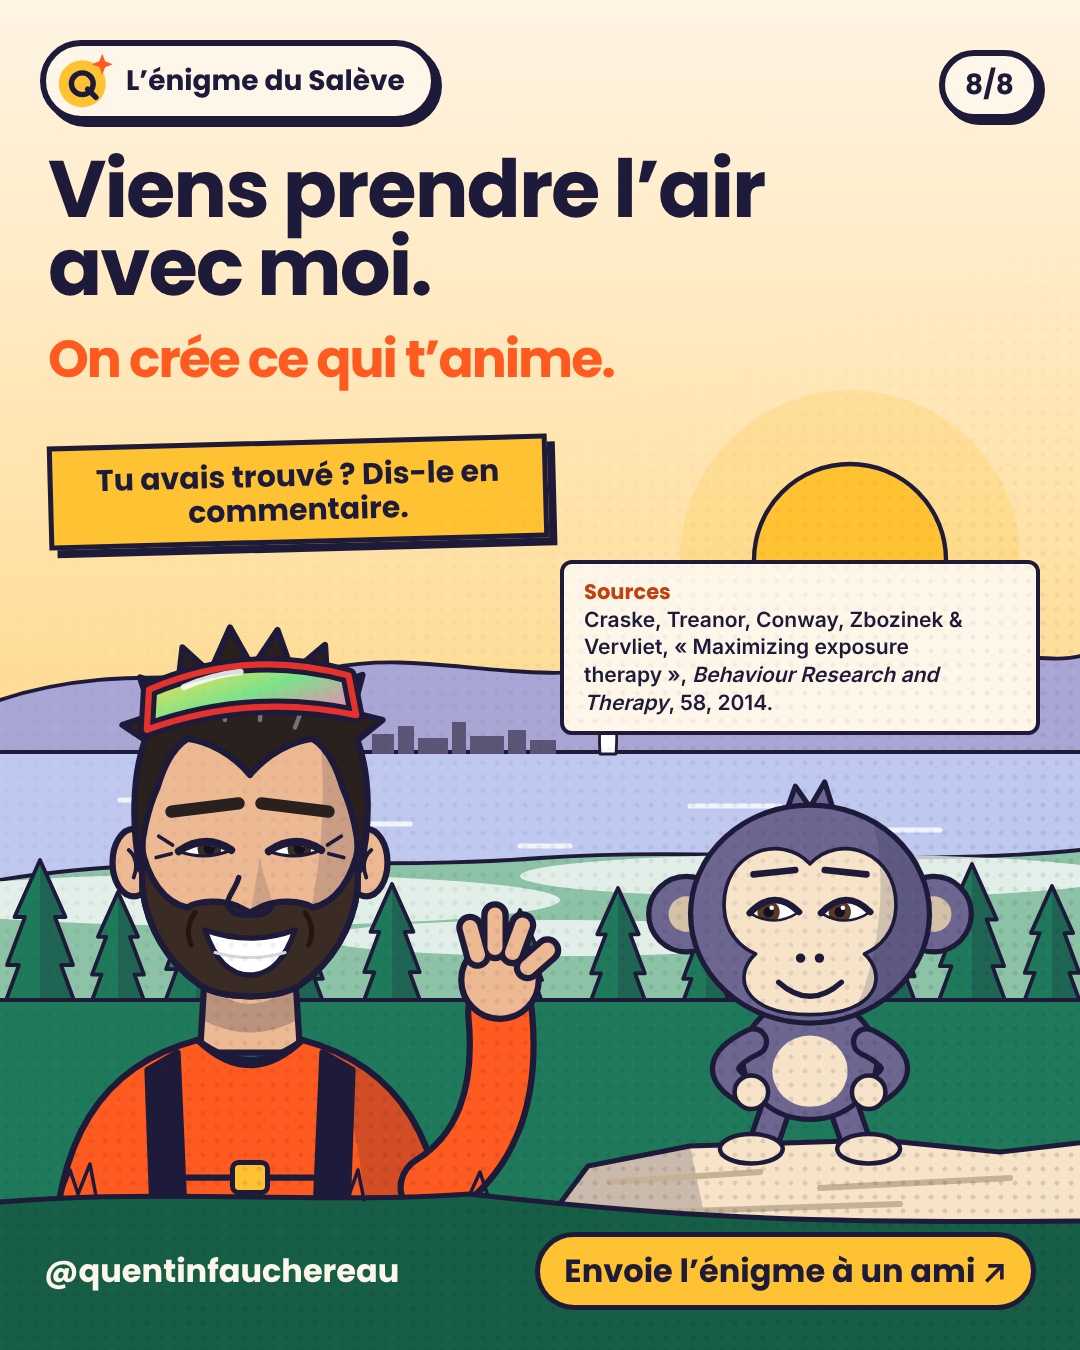 Q
L’énigme du Salève
8/8
Viens prendre l’air
avec moi.
On crée ce qui t’anime.
Tu avais trouvé ? Dis-le en
commentaire.
Sources
Craske, Treanor, Conway, Zbozinek &
Vervliet, « Maximizing exposure
therapy », Behaviour Research and
Therapy, 58, 2014.
@quentinfauchereau
Envoie l’énigme à un ami ↗